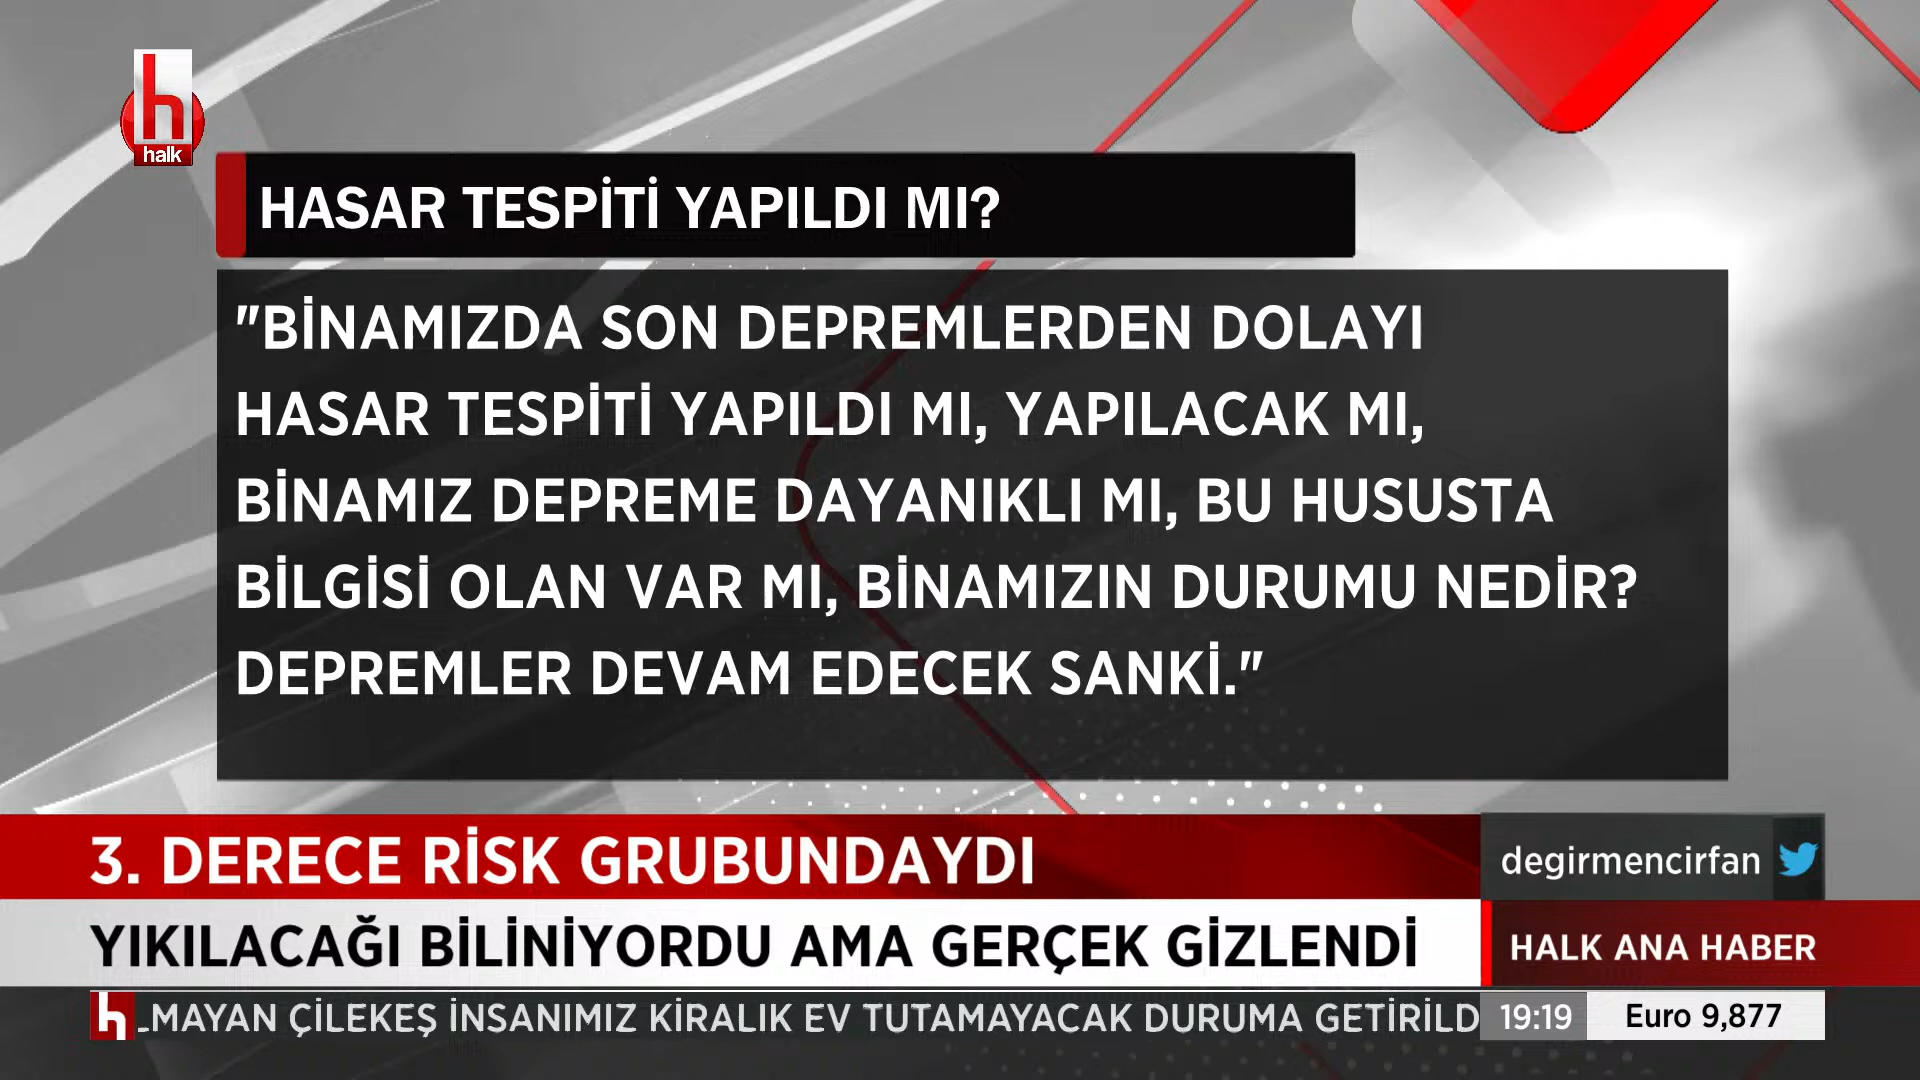 h
halk
HASAR TESPİTİ YAPILDI MI?
"BİNAMIZDA SON DEPREMLERDEN DOLAYI
HASAR TESPİTİ YAPILDI MI, YAPILACAK MI,
BİNAMIZ DEPREME DAYANIKLI MI, BU HUSUSTA
BİLGİSİ OLAN VAR MI, BİNAMIZIN DURUMU NEDİR?
DEPREMLER DEVAM EDECEK SANKİ."
3. DERECE RİSK GRUBUNDAYDI
degirmencirfan
YIKILACAĞI BİLİNİYORDU AMA GERÇEK GİZLENDİ
HALK ANA HABER
h MAYAN ÇİLEKEŞ İNSANIMIZ KİRALIK EV TUTAMAYACAK DURUMA GETİRİLD
19:19
Euro 9,877